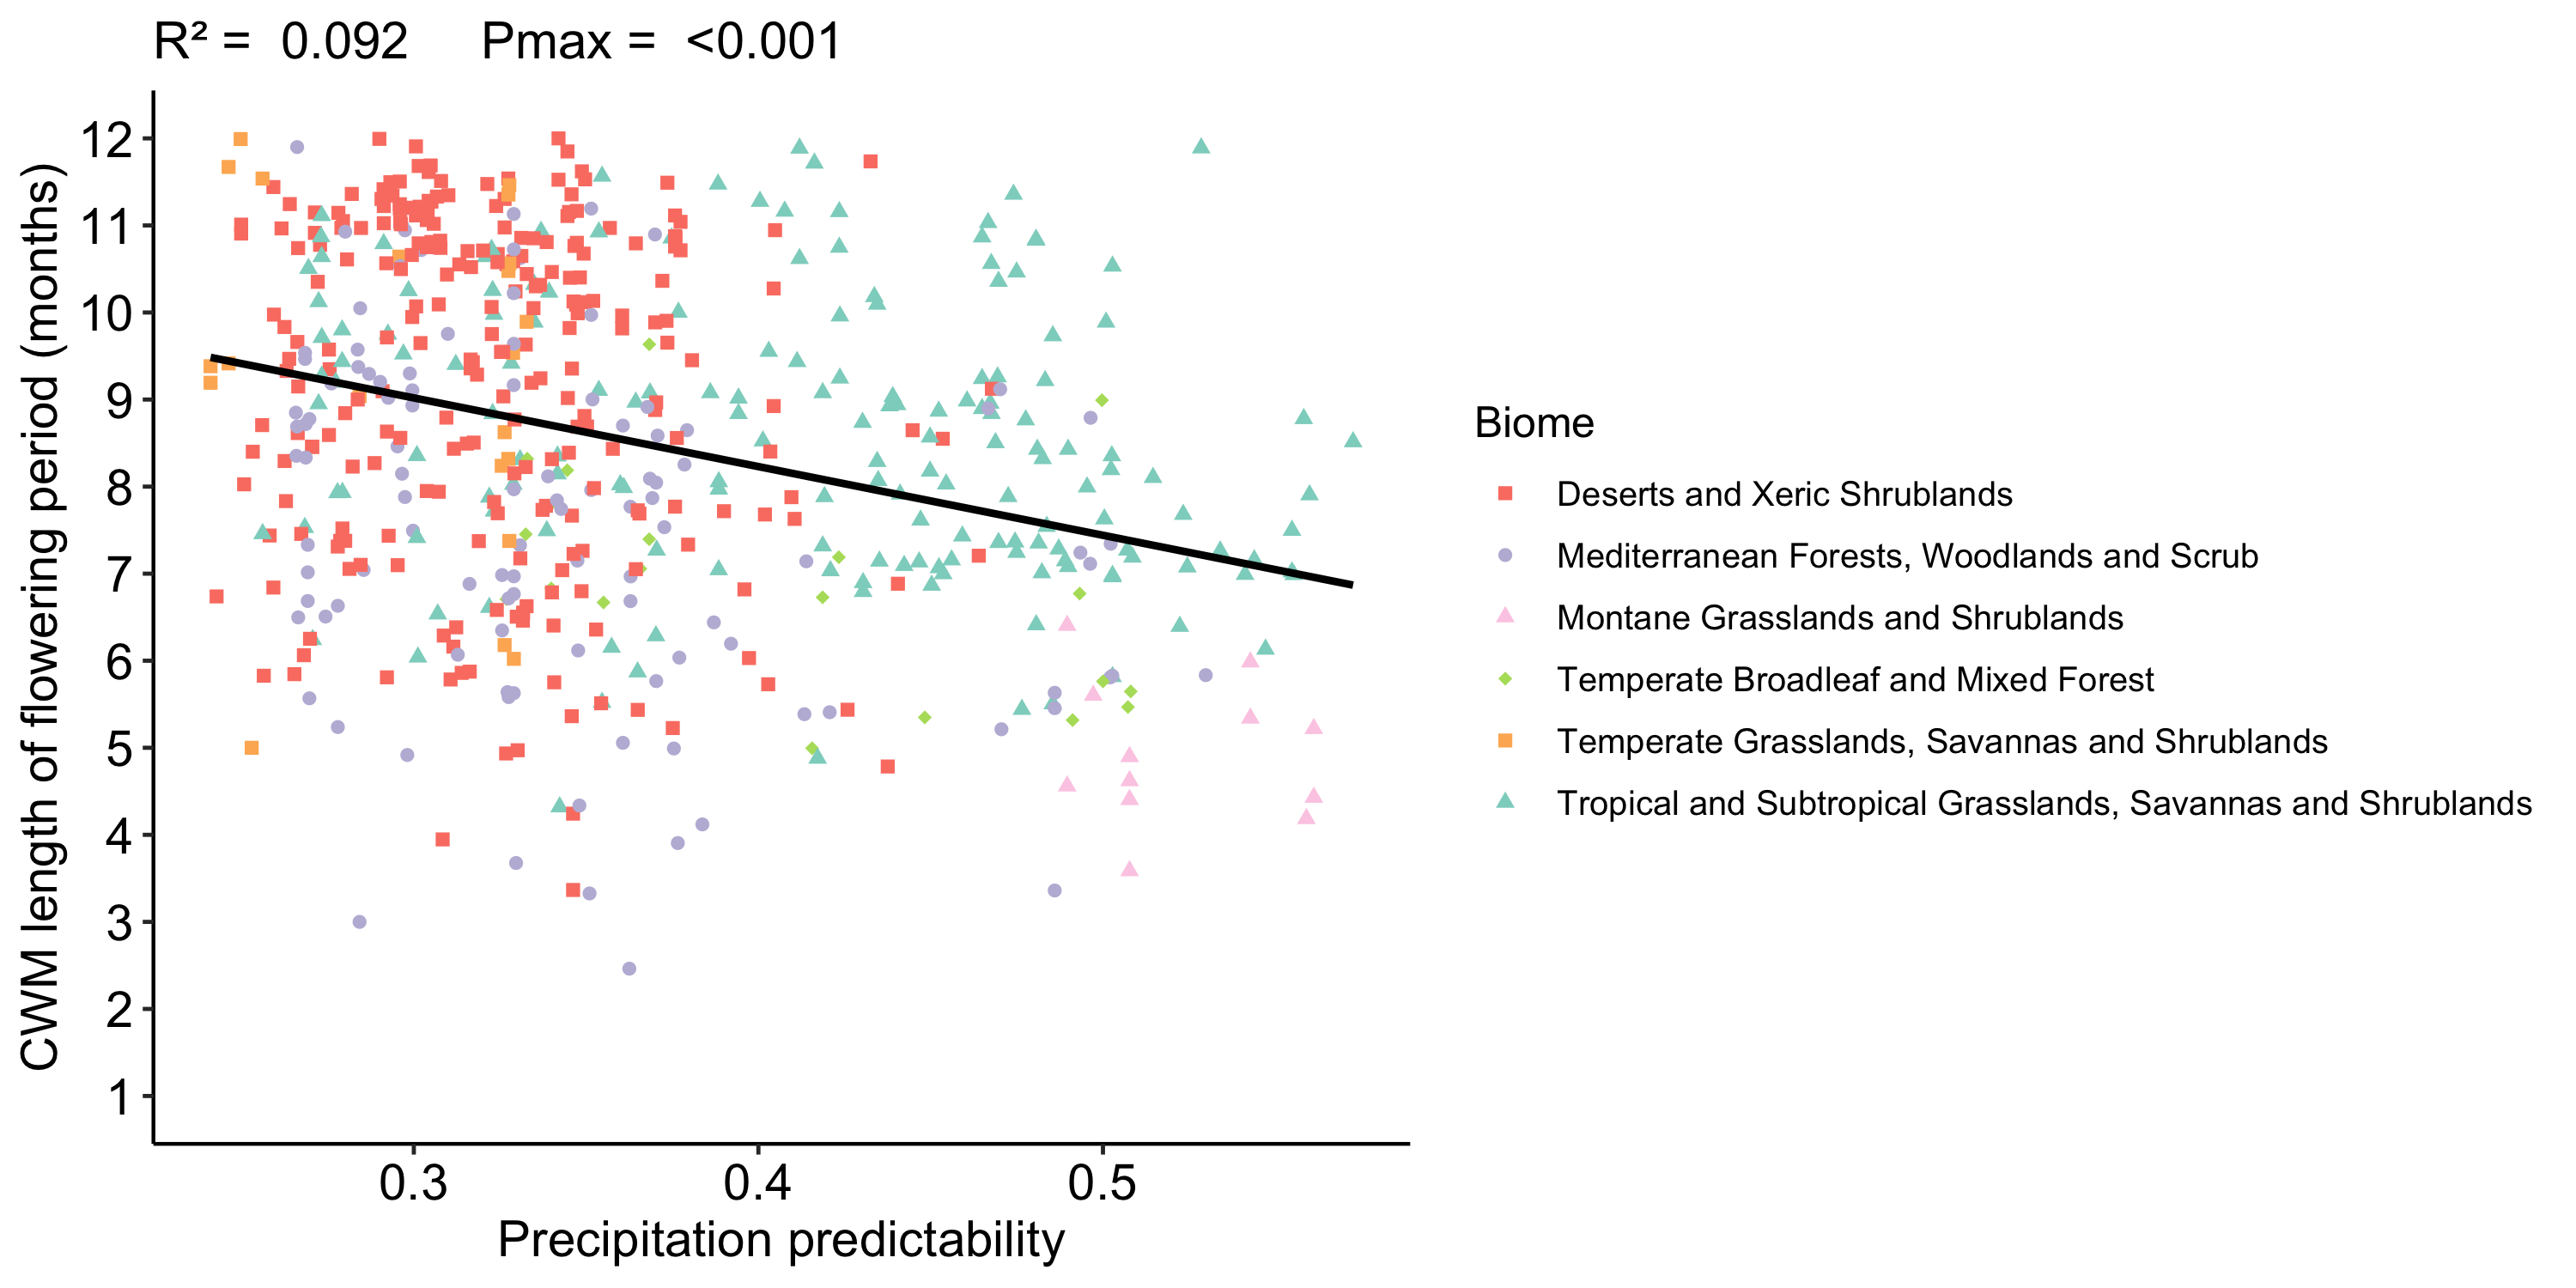 R² = 0.092 Pmax = <0.001
CWM length of flowering period (months)
12
11
10
9
8
7
6
5
4
3
2
1
0.3 0.4 0.5
Precipitation predictability
Biome
Deserts and Xeric Shrublands
Mediterranean Forests, Woodlands and Scrub
Montane Grasslands and Shrublands
Temperate Broadleaf and Mixed Forest
Temperate Grasslands, Savannas and Shrublands
Tropical and Subtropical Grasslands, Savannas and Shrublands